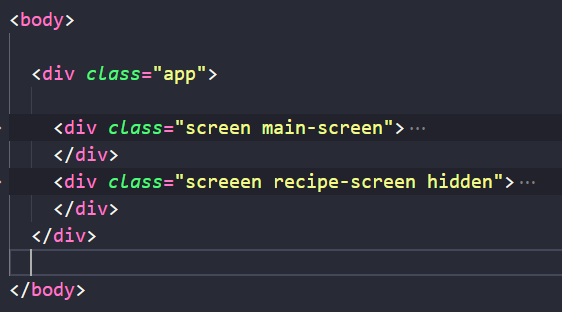 <body>
<div class="app">
<div class="screen main-screen">···
</div>
<div class="screeen recipe-screen hidden">···
</div>
</div>
</body>